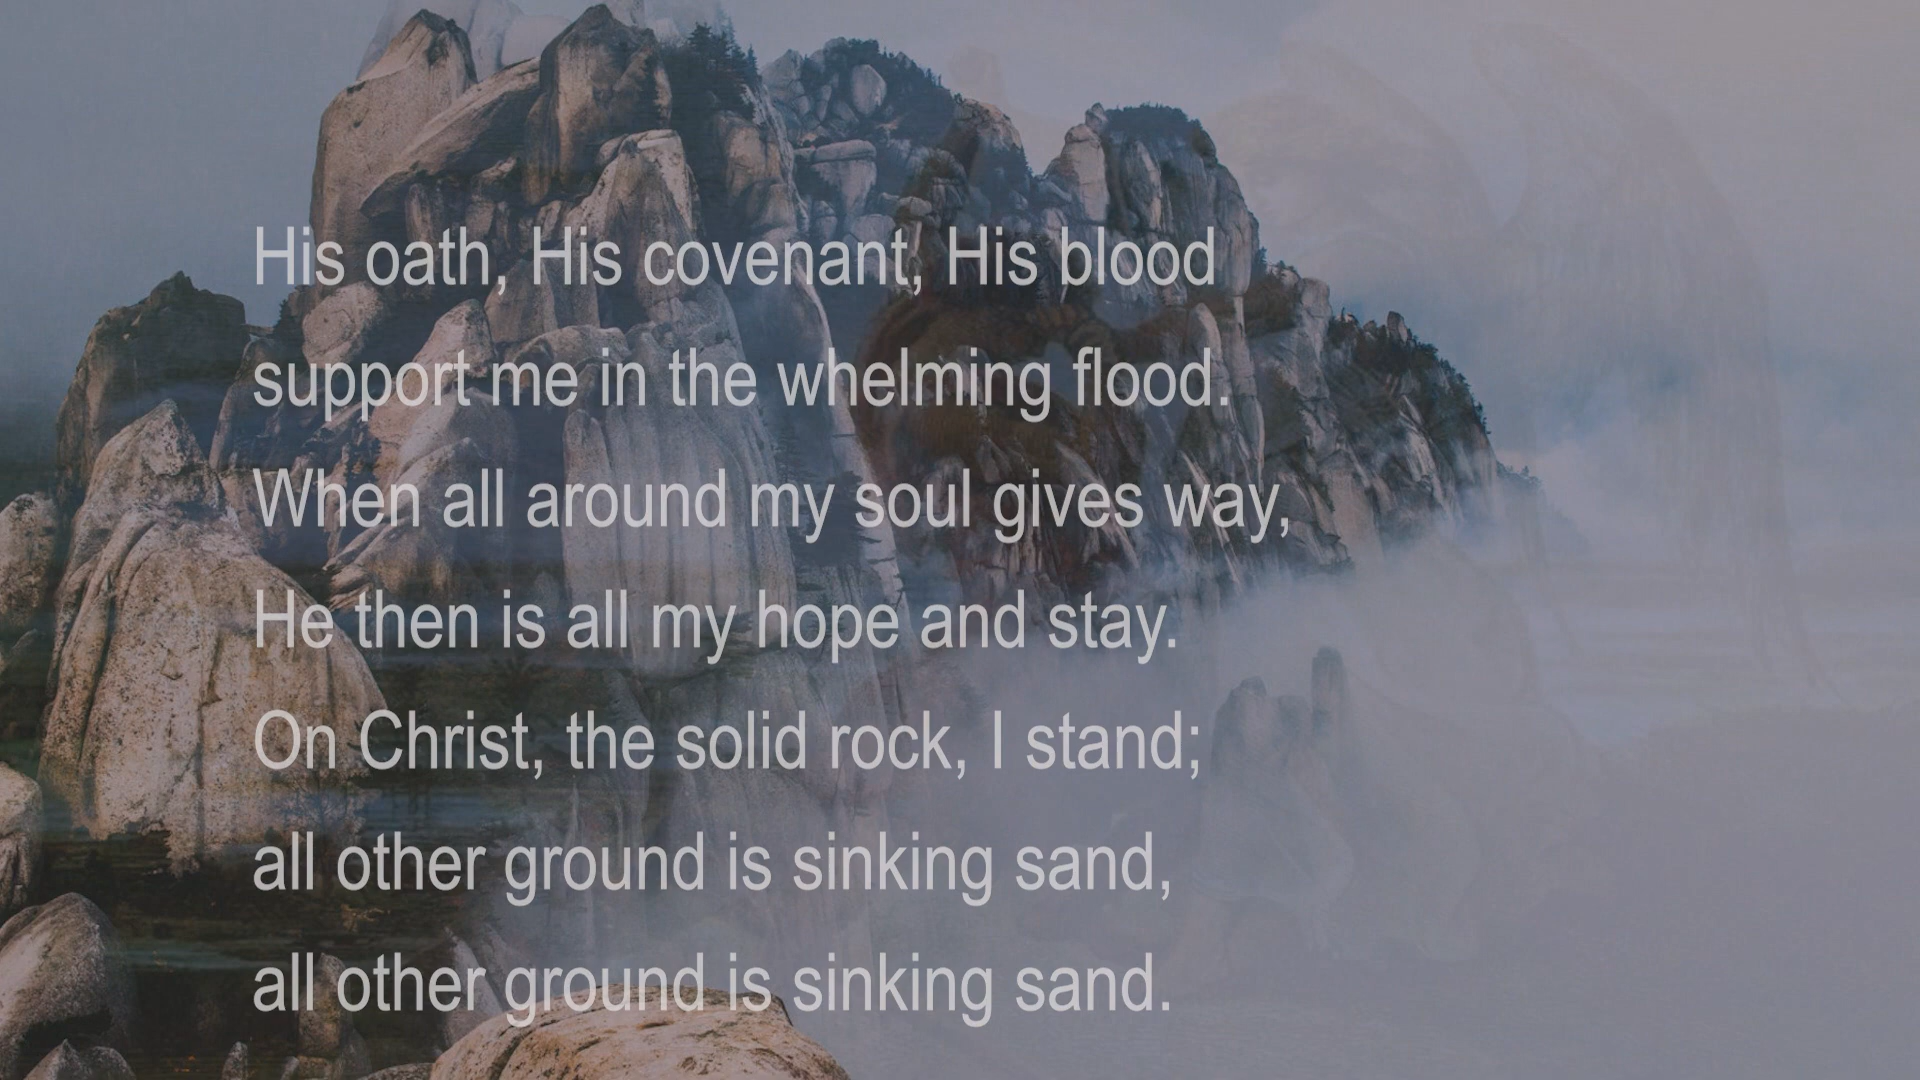 His oath, His covenant, His blood
support me in the whelming flood.
When all around my soul gives way,
He then is all my hope and stay.
On Christ, the solid rock, I stand;
all other ground is sinking sand,
all other ground is sinking sand.